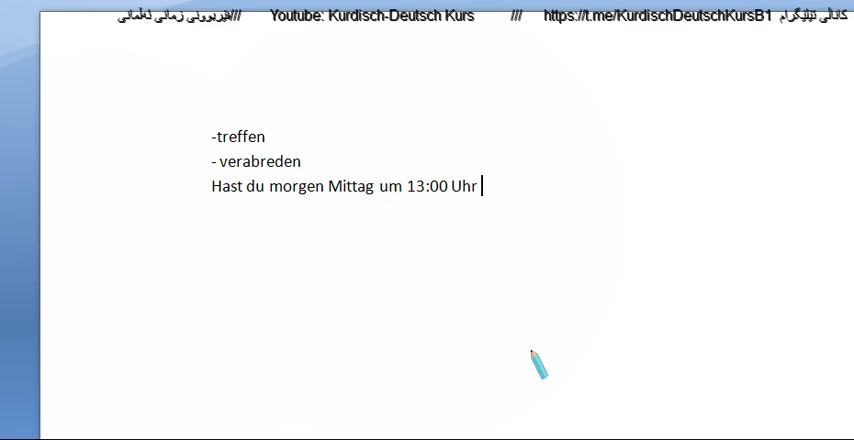 فێربوونی زمانی ئەڵمانی/// Youtube: Kurdisch-Deutsch Kurs /// https://t.me/KurdischDeutschKursB1 کاناڵی تێلیگرام
-treffen
- verabreden
Hast du morgen Mittag um 13:00 Uhr